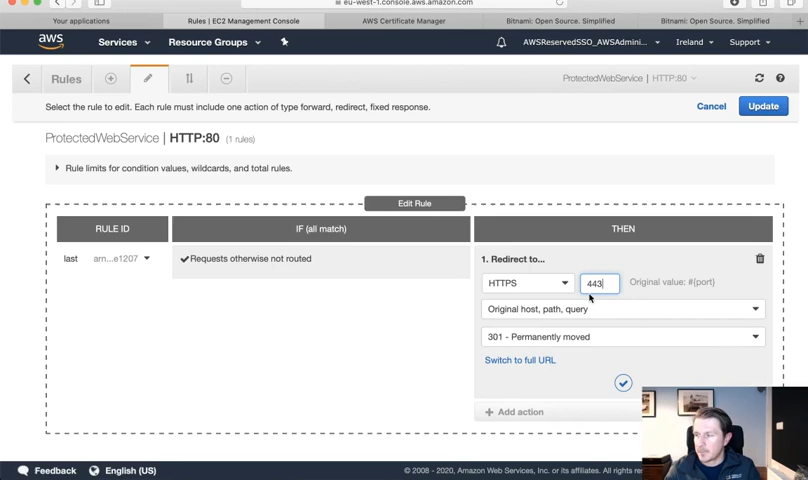 eu-west-1.console.aws.amazon.com
Your applications
Rules | EC2 Management Console
AWS Certificate Manager
Bitnami: Open Source. Simplified
Bitnami: Open Source. Simplified
aws
Services
Resource Groups
AWSReservedSSO_AWSAdmini...
Ireland
Support
Rules
ProtectedWebService | HTTP:80
Select the rule to edit. Each rule must include one action of type forward, redirect, fixed response.
Cancel
Update
ProtectedWebService | HTTP:80 (1 rules)
Rule limits for condition values, wildcards, and total rules.
Edit Rule
RULE ID
IF (all match)
THEN
last
arn...e1207
Requests otherwise not routed
1. Redirect to...
HTTPS
443
Original value: #{port}
Original host, path, query
301 - Permanently moved
Switch to full URL
Add action
Feedback
English (US)
© 2008 - 2020, Amazon Web Services, Inc. or its affiliates. All rights